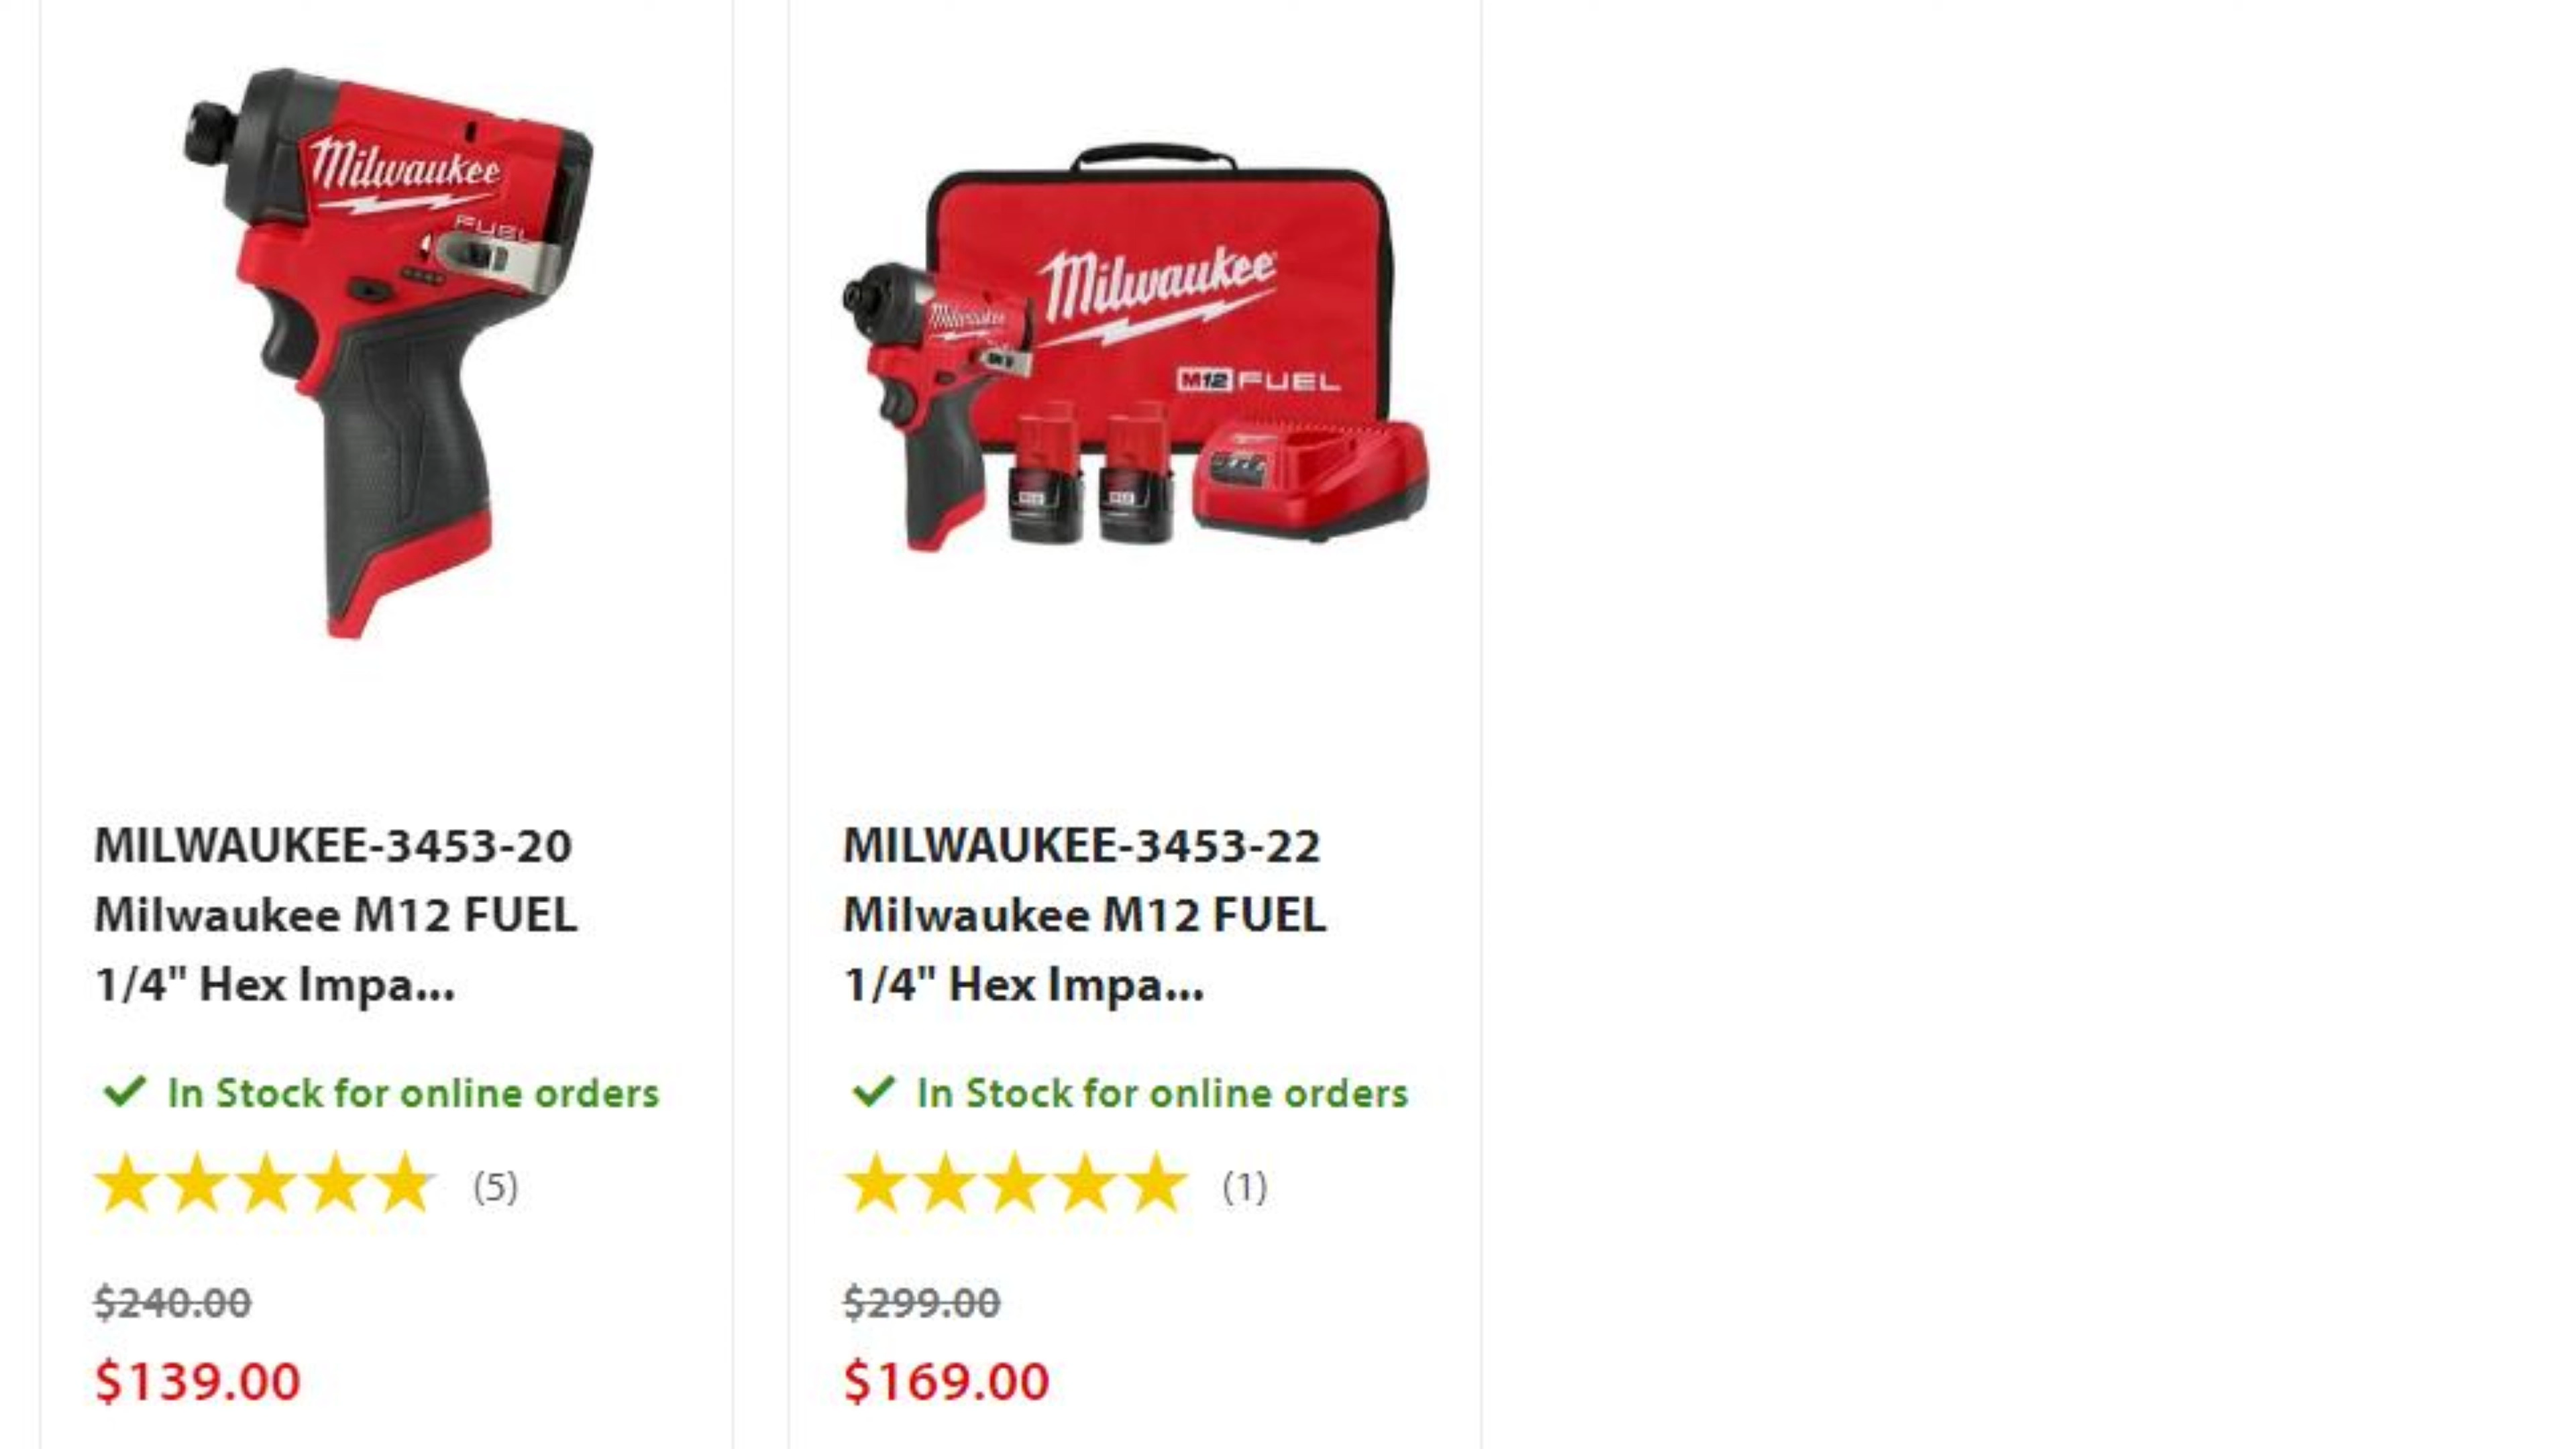 Milwaukee
FUEL
Milwaukee
Milwaukee
M12 FUEL
MILWAUKEE-3453-20
Milwaukee M12 FUEL
1/4" Hex Impa...
In Stock for online orders
(5)
$240.00
$139.00
MILWAUKEE-3453-22
Milwaukee M12 FUEL
1/4" Hex Impa...
In Stock for online orders
(1)
$299.00
$169.00